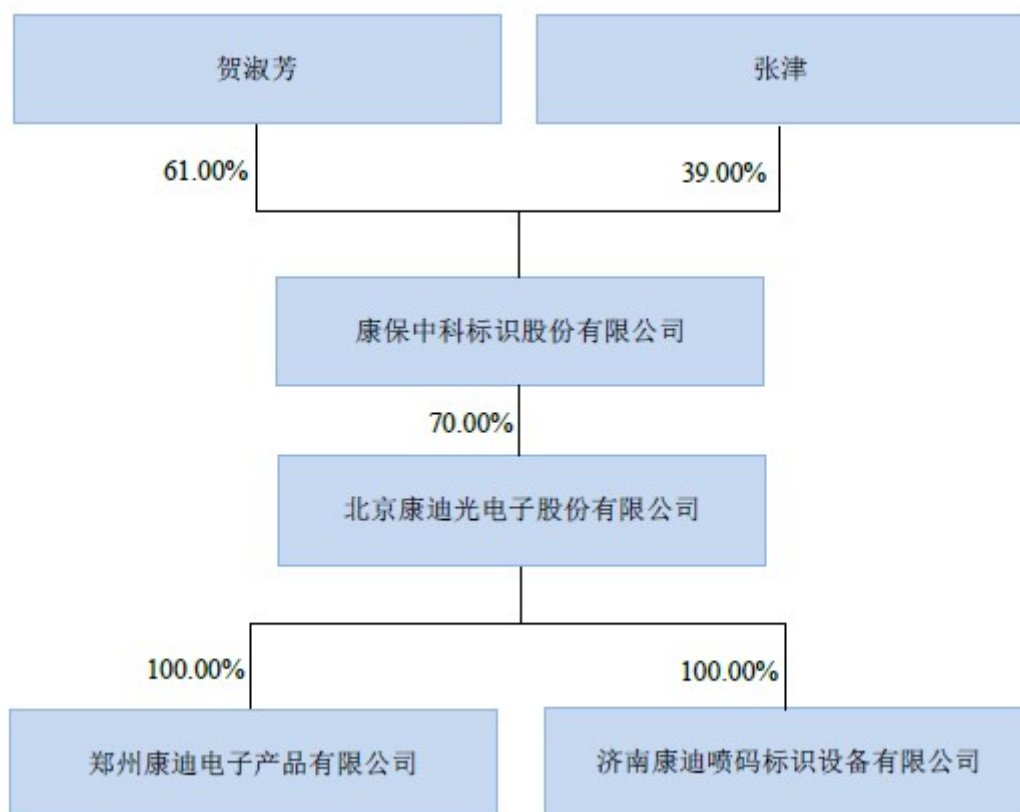 贺淑芳
张津
61.00%
39.00%
康保中科标识股份有限公司
70.00%
北京康迪光电子股份有限公司
100.00%
100.00%
郑州康迪电子产品有限公司
济南康迪喷码标识设备有限公司